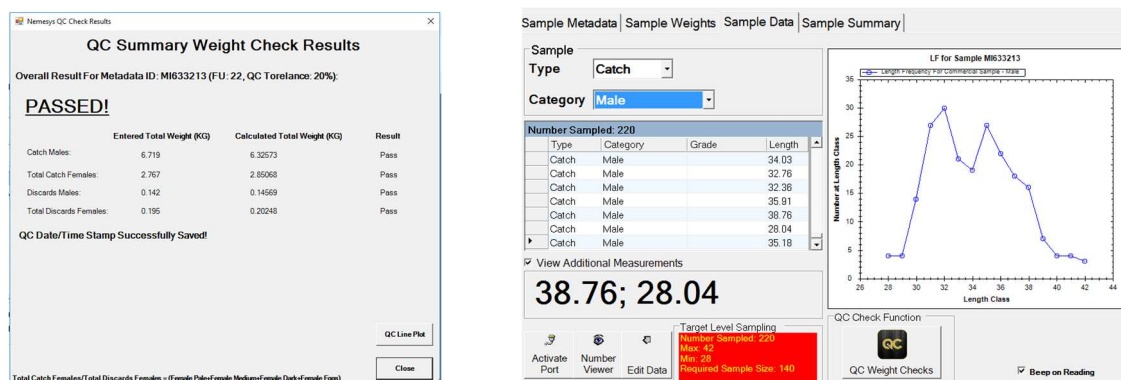 Nemesys QC Check Results
QC Summary Weight Check Results
Overall Result For Metadata ID: MI633213 (FU: 22, QC Torelance: 20%):
PASSED!
Entered Total Weight (KG) Calculated Total Weight (KG) Result
Catch Males: 6.719 6.32573 Pass
Total Catch Females: 2.767 2.85068 Pass
Discards Males: 0.142 0.14569 Pass
Total Discards Females: 0.195 0.20248 Pass
QC Date/Time Stamp Successfully Saved!
QC Line Plot
Close
Total Catch Females/Total Discards Females = (Female Pale+Female Medium+Female Dark+Female Eggs)
Sample Metadata Sample Weights Sample Data Sample Summary
Sample
Type Catch
Category Male
Number Sampled: 220
Type Category Grade Length
Catch Male 34.03
Catch Male 32.76
Catch Male 32.36
Catch Male 35.91
Catch Male 38.76
Catch Male 28.04
Catch Male 35.18
View Additional Measurements
38.76; 28.04
Activate Port
Number Viewer
Edit Data
Target Level Sampling
Number Sampled: 220
Max: 42
Min: 28
Required Sample Size: 140
LF for Sample MI633213
Length Frequency For Commercial Sample - Male
Number at Length Class
35
30
25
20
15
10
5
0
26 28 30 32 34 36 38 40 42 44
Length Class
QC Check Function
QC
QC Weight Checks
Beep on Reading